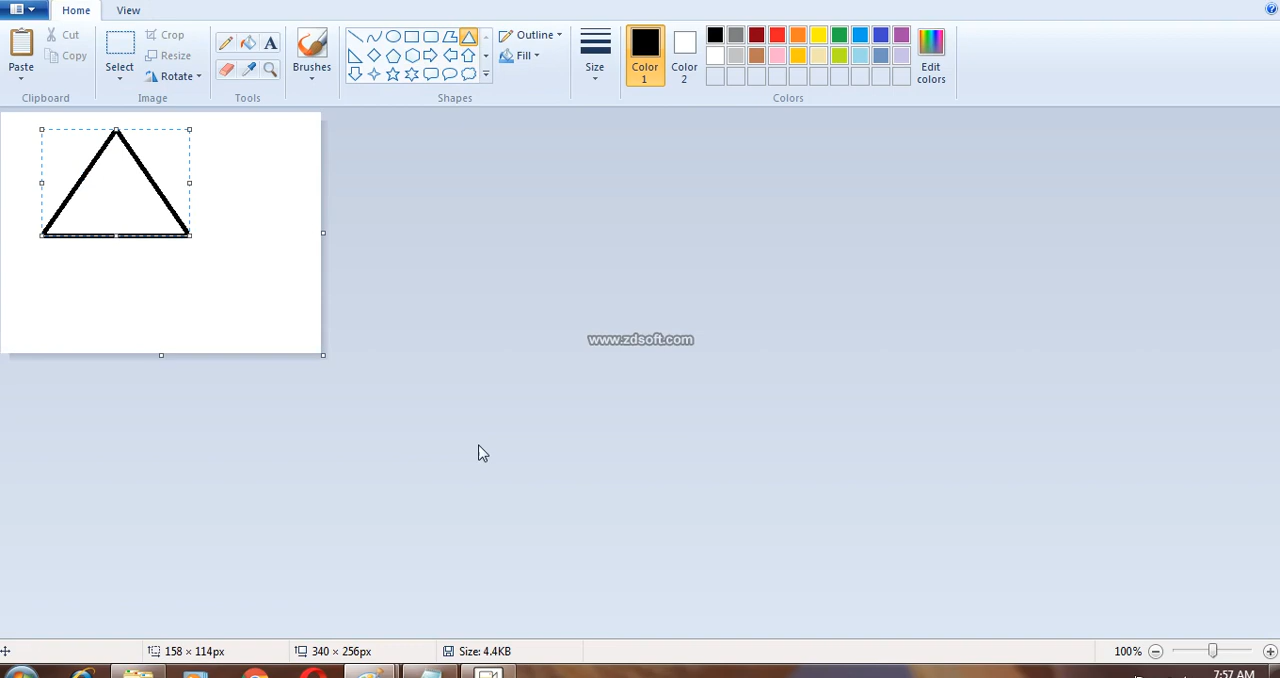 Home View
Paste
Cut
Copy
Clipboard
Select
Crop
Resize
Rotate
Image
A
Tools
Brushes
Outline
Fill
Shapes
Size
Color 1
Color 2
Edit colors
Colors
www.zdsoft.com
158 × 114px
340 × 256px
Size: 4.4KB
100%
7:57 AM